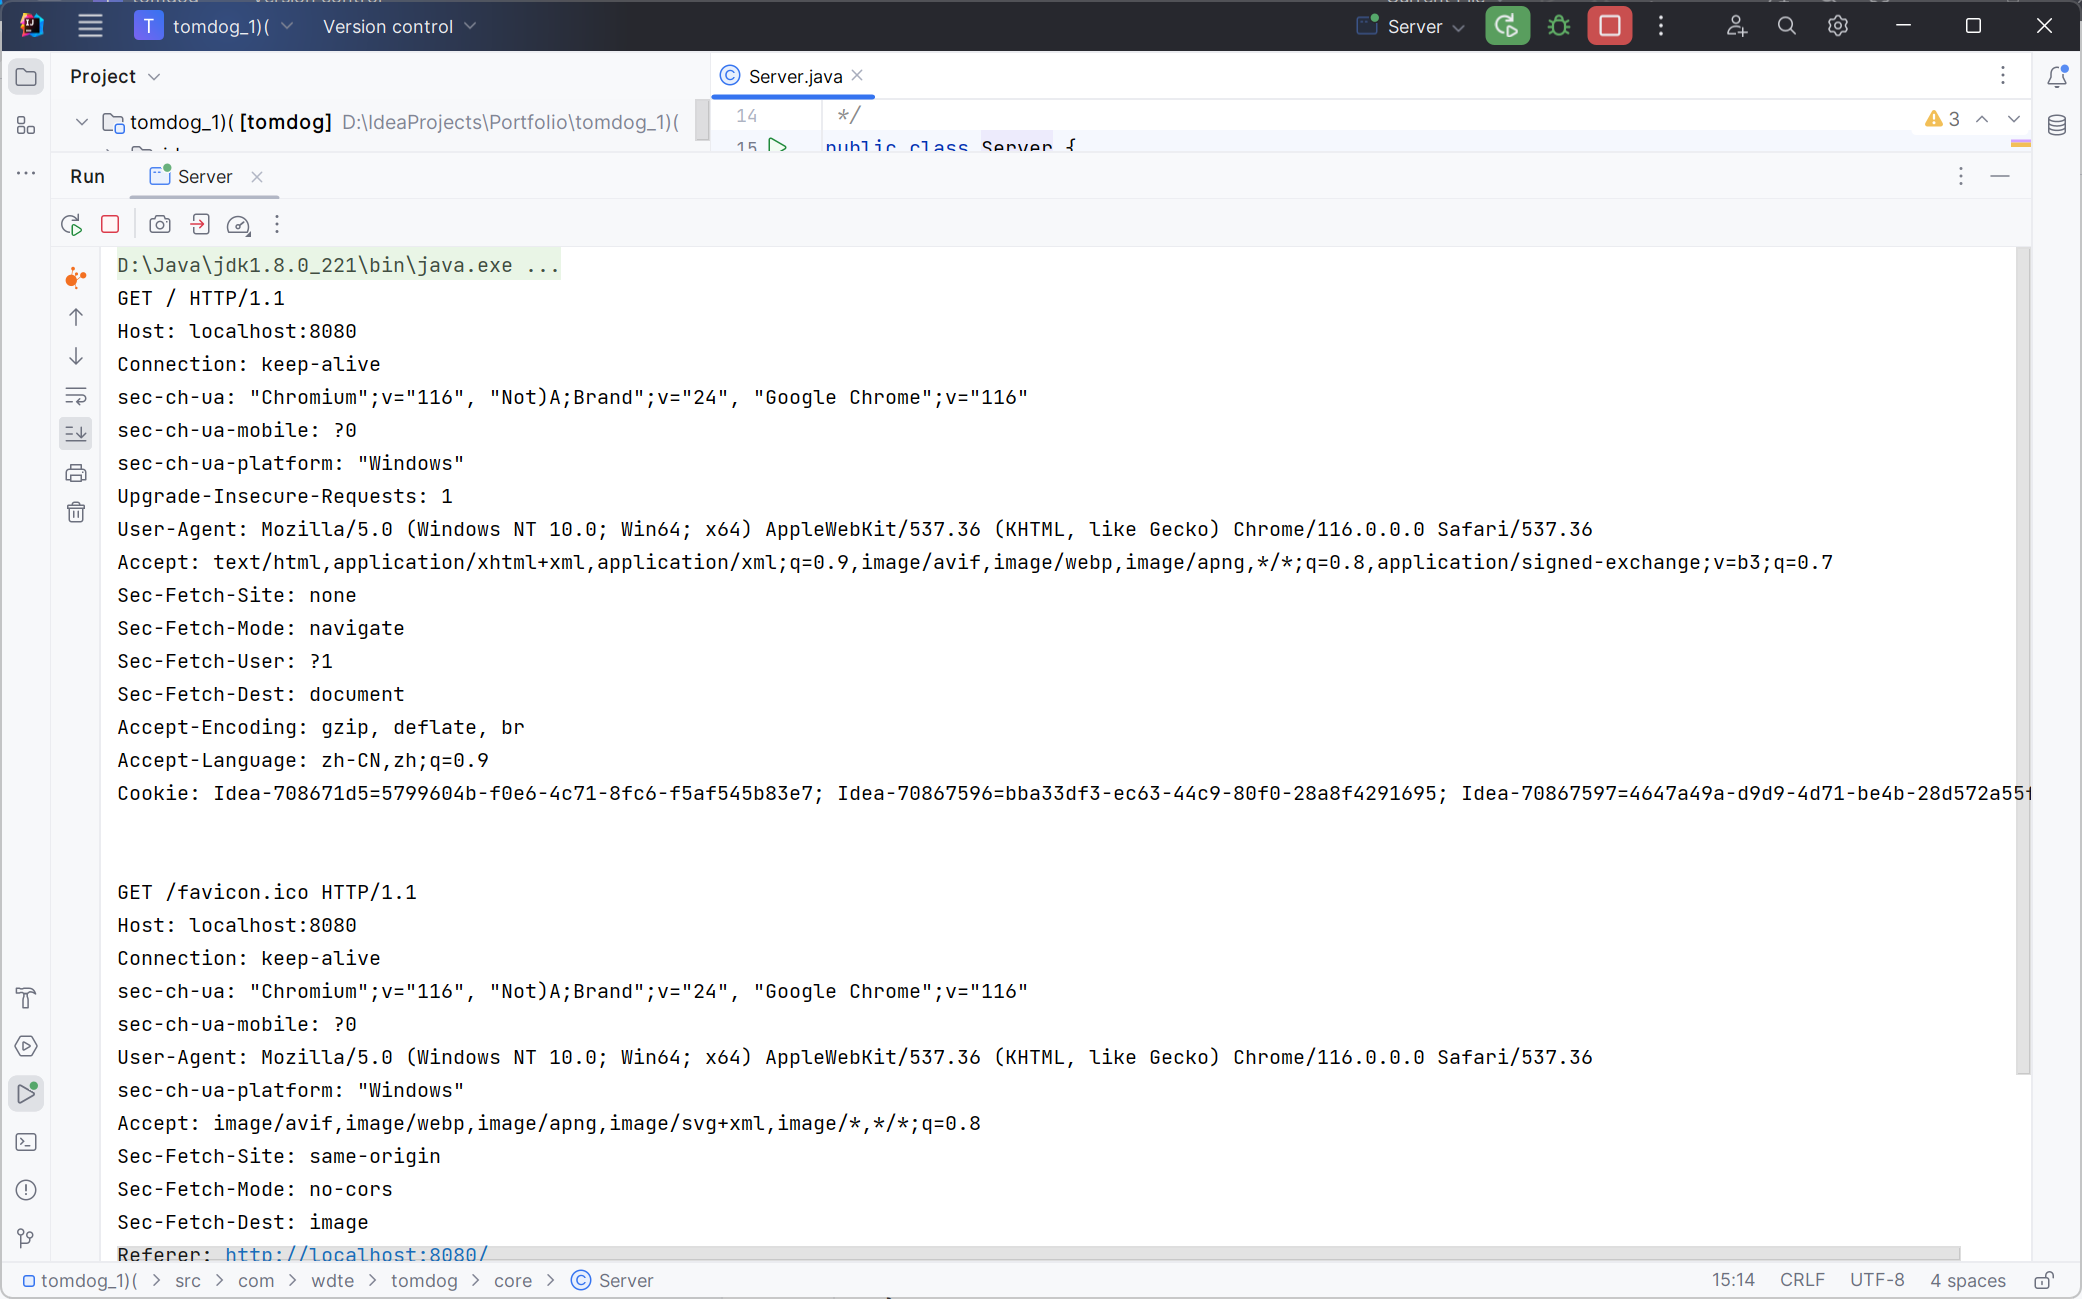 T tomdog_1)( Version control Server
Project
Server.java
tomdog_1)( [tomdog] D:\IdeaProjects\Portfolio\tomdog_1)(
14 */
3
15 public class Server {
Run Server
D:\Java\jdk1.8.0_221\bin\java.exe ...
GET / HTTP/1.1
Host: localhost:8080
Connection: keep-alive
sec-ch-ua: "Chromium";v="116", "Not)A;Brand";v="24", "Google Chrome";v="116"
sec-ch-ua-mobile: ?0
sec-ch-ua-platform: "Windows"
Upgrade-Insecure-Requests: 1
User-Agent: Mozilla/5.0 (Windows NT 10.0; Win64; x64) AppleWebKit/537.36 (KHTML, like Gecko) Chrome/116.0.0.0 Safari/537.36
Accept: text/html,application/xhtml+xml,application/xml;q=0.9,image/avif,image/webp,image/apng,*/*;q=0.8,application/signed-exchange;v=b3;q=0.7
Sec-Fetch-Site: none
Sec-Fetch-Mode: navigate
Sec-Fetch-User: ?1
Sec-Fetch-Dest: document
Accept-Encoding: gzip, deflate, br
Accept-Language: zh-CN,zh;q=0.9
Cookie: Idea-708671d5=5799604b-f0e6-4c71-8fc6-f5af545b83e7; Idea-70867596=bba33df3-ec63-44c9-80f0-28a8f4291695; Idea-70867597=4647a49a-d9d9-4d71-be4b-28d572a55f
GET /favicon.ico HTTP/1.1
Host: localhost:8080
Connection: keep-alive
sec-ch-ua: "Chromium";v="116", "Not)A;Brand";v="24", "Google Chrome";v="116"
sec-ch-ua-mobile: ?0
User-Agent: Mozilla/5.0 (Windows NT 10.0; Win64; x64) AppleWebKit/537.36 (KHTML, like Gecko) Chrome/116.0.0.0 Safari/537.36
sec-ch-ua-platform: "Windows"
Accept: image/avif,image/webp,image/apng,image/svg+xml,image/*,*/*;q=0.8
Sec-Fetch-Site: same-origin
Sec-Fetch-Mode: no-cors
Sec-Fetch-Dest: image
Referer: http://localhost:8080/
tomdog_1)( > src > com > wdte > tomdog > core > Server 15:14 CRLF UTF-8 4 spaces